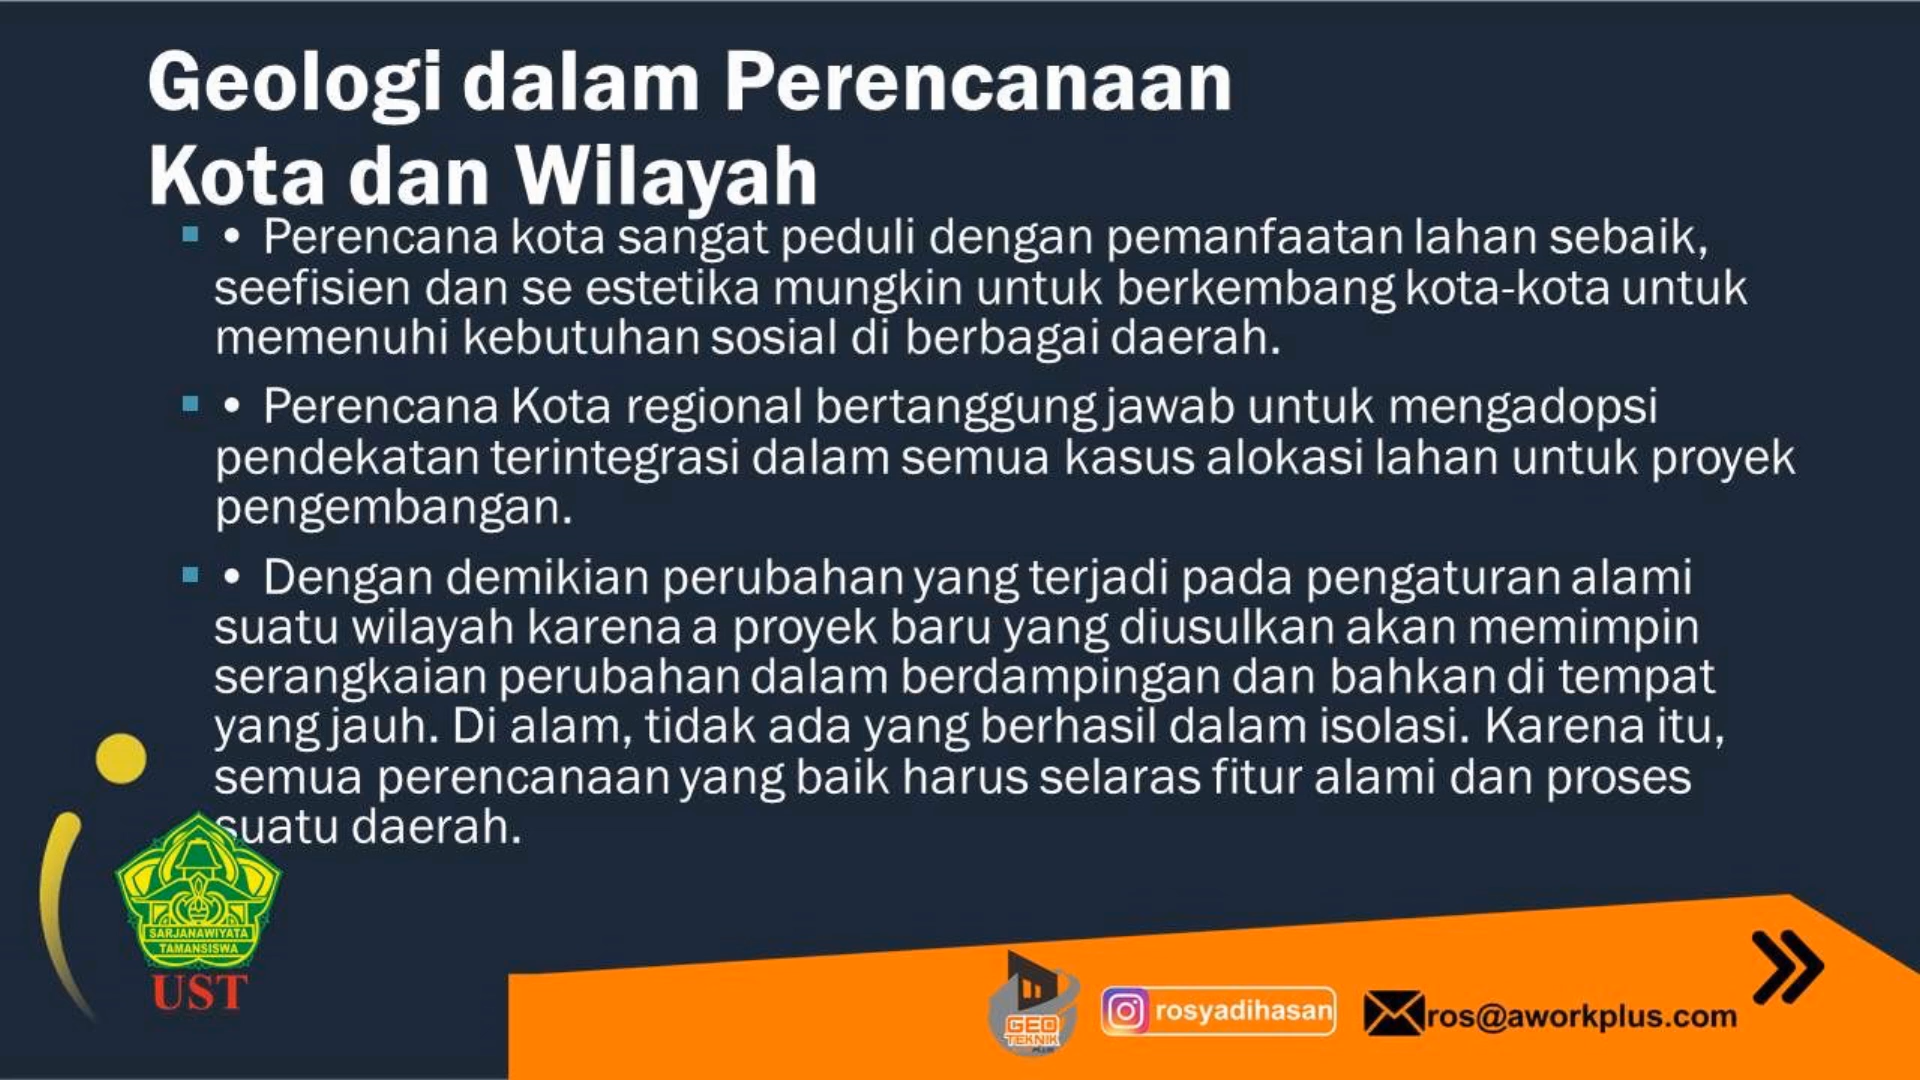 Geologi dalam Perencanaan
Kota dan Wilayah
• Perencana kota sangat peduli dengan pemanfaatan lahan sebaik,
seefisien dan se estetika mungkin untuk berkembang kota-kota untuk
memenuhi kebutuhan sosial di berbagai daerah.
• Perencana Kota regional bertanggung jawab untuk mengadopsi
pendekatan terintegrasi dalam semua kasus alokasi lahan untuk proyek
pengembangan.
• Dengan demikian perubahan yang terjadi pada pengaturan alami
suatu wilayah karena a proyek baru yang diusulkan akan memimpin
serangkaian perubahan dalam berdampingan dan bahkan di tempat
yang jauh. Di alam, tidak ada yang berhasil dalam isolasi. Karena itu,
semua perencanaan yang baik harus selaras fitur alami dan proses
suatu daerah.
SARJANAWIYATA
TAMANSISWA
UST
GEO
TEKNIK
PLUS
rosyadihasan
ros@aworkplus.com